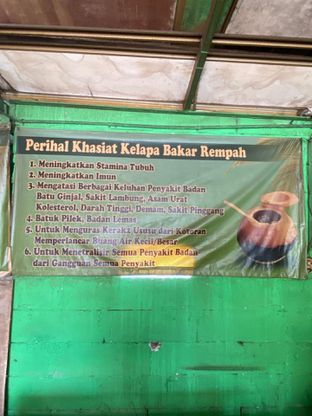 Perihal Khasiat Kelapa Bakar Rempah
1. Meningkatkan Stamina Tubuh
2. Meningkatkan Imun
3. Mengatasi Berbagai Keluhan Penyakit Badan
Batu Ginjal, Sakit Lambung, Asam Urat
Kolesterol, Darah Tinggi, Demam, Sakit Pinggang
4. Batuk Pilek, Badan Lemas
5. Untuk Menguras Kerak2 Usus dari Kotoran
Memperlancar Buang Air Kecil/Besar
6. Untuk Menetralisir Semua Penyakit Badan
dari Gangguan Semua Penyakit